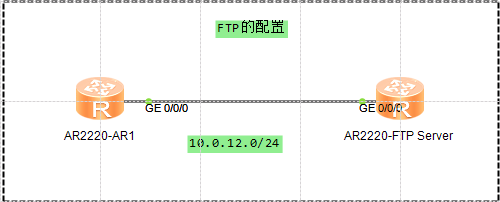 FTP的配置
R
R
GE 0/0/0
GE 0/0/0
AR2220-AR1
AR2220-FTP Server
10.0.12.0/24